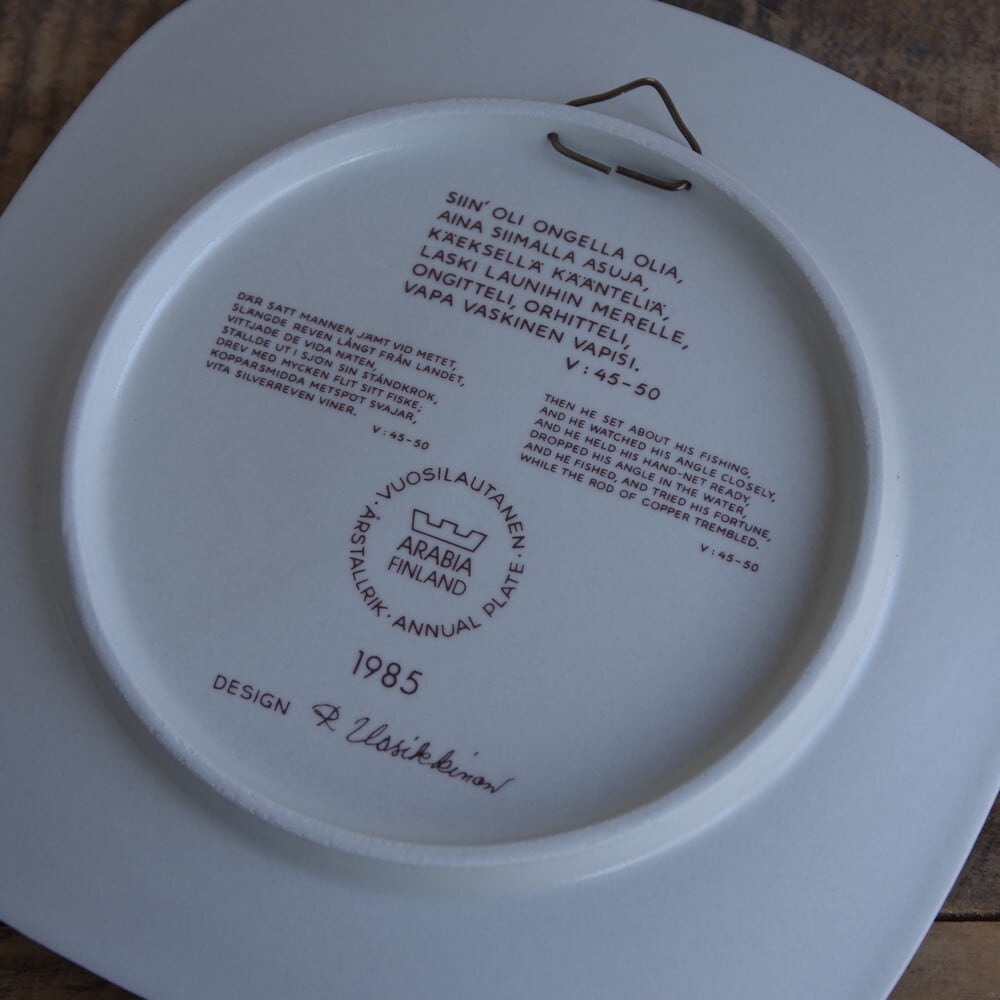 SIIN' OLI ONGELLA OLIA,
AINA SIIMALLA ASUJA,
KÄEKSELLÄ KÄÄNTELIÄ,
LASKI LAUNIHIN MERELLE,
ONGITTELI, ORHITTELI,
VAPA VASKINEN VAPISI.
V : 45-50
DÄR SATT MANNEN JÄMT VID METET,
SLÄNGDE REVEN LÅNGT FRÅN LANDET,
VITTJADE DE VIDA NÄTEN,
STÄLLDE UT I SJÖN SIN STÅNDKROK,
DREV MED MYCKEN FLIT SITT FISKE;
KOPPARSMIDDA METSPÖT SVAJAR,
VITA SILVERREVEN VINER.
V : 45-50
THEN HE SET ABOUT HIS FISHING,
AND HE WATCHED HIS ANGLE CLOSELY,
AND HE HELD HIS HAND-NET READY,
DROPPED HIS ANGLE IN THE WATER,
AND HE FISHED, AND TRIED HIS FORTUNE,
WHILE THE ROD OF COPPER TREMBLED.
V : 45-50
· VUOSILAUTANEN · ANNUAL PLATE · ÅRSTALLRIK
ARABIA
FINLAND
1985
DESIGN R Uosikkinen